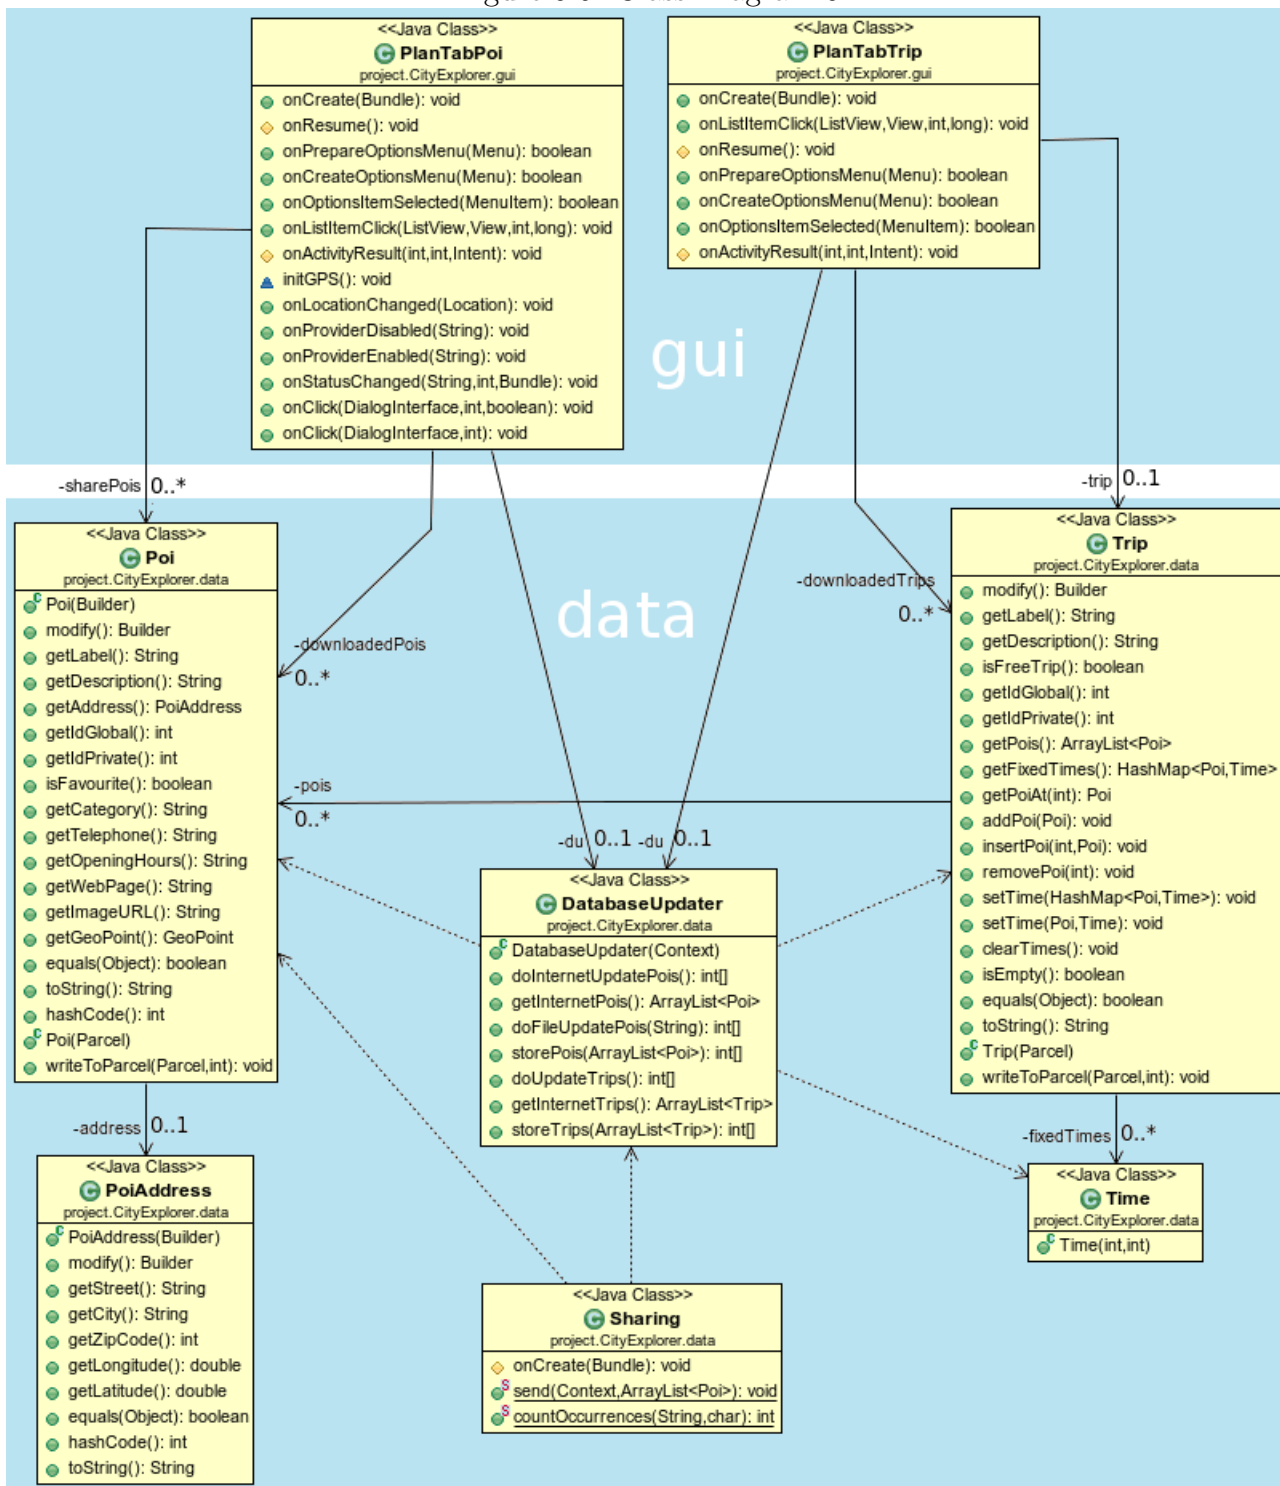 <<Java Class>>
PlanTabPoi
project.CityExplorer.gui
onCreate(Bundle): void
onResume(): void
onPrepareOptionsMenu(Menu): boolean
onCreateOptionsMenu(Menu): boolean
onOptionsItemSelected(MenuItem): boolean
onListItemClick(ListView,View,int,long): void
onActivityResult(int,int,Intent): void
initGPS(): void
onLocationChanged(Location): void
onProviderDisabled(String): void
onProviderEnabled(String): void
onStatusChanged(String,int,Bundle): void
onClick(DialogInterface,int,boolean): void
onClick(DialogInterface,int): void
<<Java Class>>
PlanTabTrip
project.CityExplorer.gui
onCreate(Bundle): void
onListItemClick(ListView,View,int,long): void
onResume(): void
onPrepareOptionsMenu(Menu): boolean
onCreateOptionsMenu(Menu): boolean
onOptionsItemSelected(MenuItem): boolean
onActivityResult(int,int,Intent): void
gui
-sharePois 0..*
-trip 0..1
<<Java Class>>
Poi
project.CityExplorer.data
Poi(Builder)
modify(): Builder
getLabel(): String
getDescription(): String
getAddress(): PoiAddress
getIdGlobal(): int
getIdPrivate(): int
isFavourite(): boolean
getCategory(): String
getTelephone(): String
getOpeningHours(): String
getWebPage(): String
getImageURL(): String
getGeoPoint(): GeoPoint
equals(Object): boolean
toString(): String
hashCode(): int
Poi(Parcel)
writeToParcel(Parcel,int): void
data
-downloadedPois
0..*
-downloadedTrips
0..*
-pois
0..*
-du 0..1
-du 0..1
<<Java Class>>
Trip
project.CityExplorer.data
modify(): Builder
getLabel(): String
getDescription(): String
isFreeTrip(): boolean
getIdGlobal(): int
getIdPrivate(): int
getPois(): ArrayList<Poi>
getFixedTimes(): HashMap<Poi,Time>
getPoiAt(int): Poi
addPoi(Poi): void
insertPoi(int,Poi): void
removePoi(int): void
setTime(HashMap<Poi,Time>): void
setTime(Poi,Time): void
clearTimes(): void
isEmpty(): boolean
equals(Object): boolean
toString(): String
Trip(Parcel)
writeToParcel(Parcel,int): void
<<Java Class>>
DatabaseUpdater
project.CityExplorer.data
DatabaseUpdater(Context)
doInternetUpdatePois(): int[]
getInternetPois(): ArrayList<Poi>
doFileUpdatePois(String): int[]
storePois(ArrayList<Poi>): int[]
doUpdateTrips(): int[]
getInternetTrips(): ArrayList<Trip>
storeTrips(ArrayList<Trip>): int[]
-address 0..1
-fixedTimes 0..*
<<Java Class>>
PoiAddress
project.CityExplorer.data
PoiAddress(Builder)
modify(): Builder
getStreet(): String
getCity(): String
getZipCode(): int
getLongitude(): double
getLatitude(): double
equals(Object): boolean
hashCode(): int
toString(): String
<<Java Class>>
Time
project.CityExplorer.data
Time(int,int)
<<Java Class>>
Sharing
project.CityExplorer.data
onCreate(Bundle): void
send(Context,ArrayList<Poi>): void
countOccurrences(String,char): int